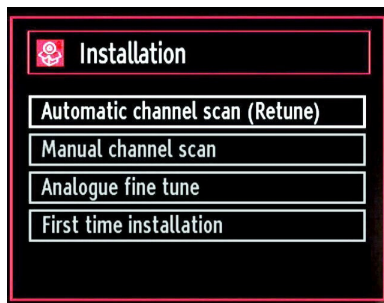 Installation
Automatic channel scan (Retune)
Manual channel scan
Analogue fine tune
First time installation